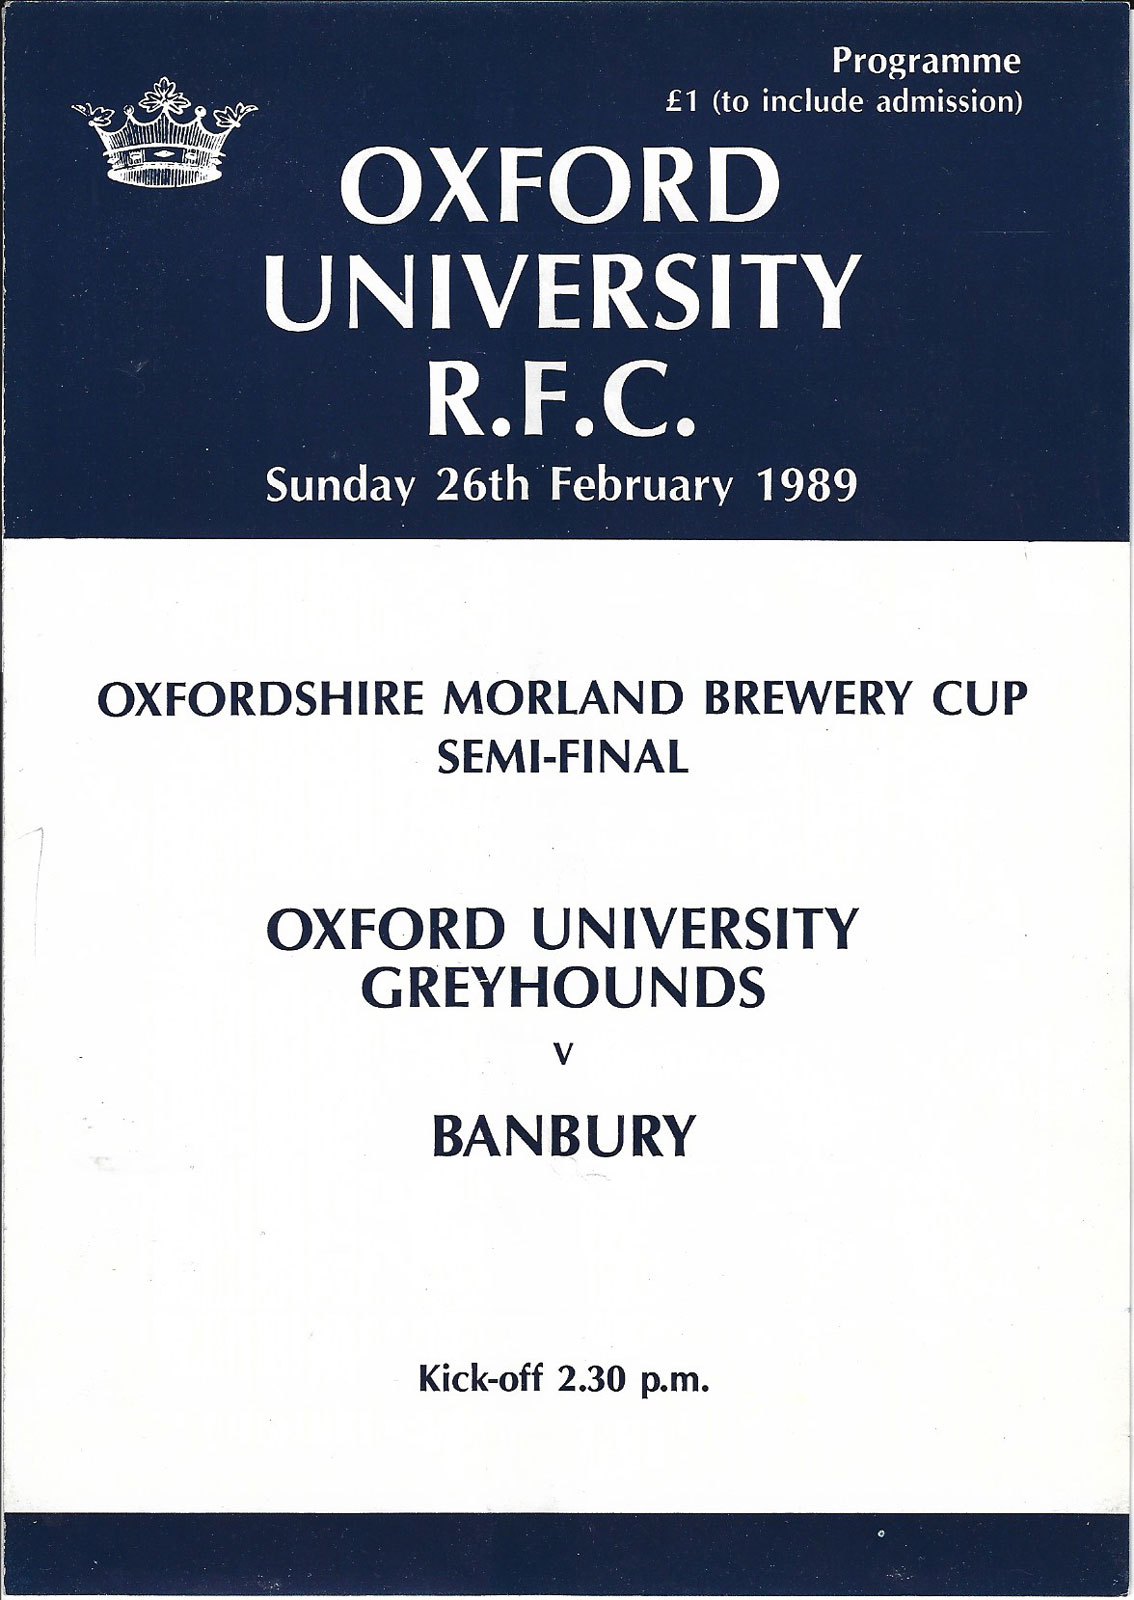 Programme
£1 (to include admission)
OXFORD
UNIVERSITY
R.F.C.
Sunday 26th February 1989
OXFORDSHIRE MORLAND BREWERY CUP
SEMI-FINAL
OXFORD UNIVERSITY
GREYHOUNDS
v
BANBURY
Kick-off 2.30 p.m.